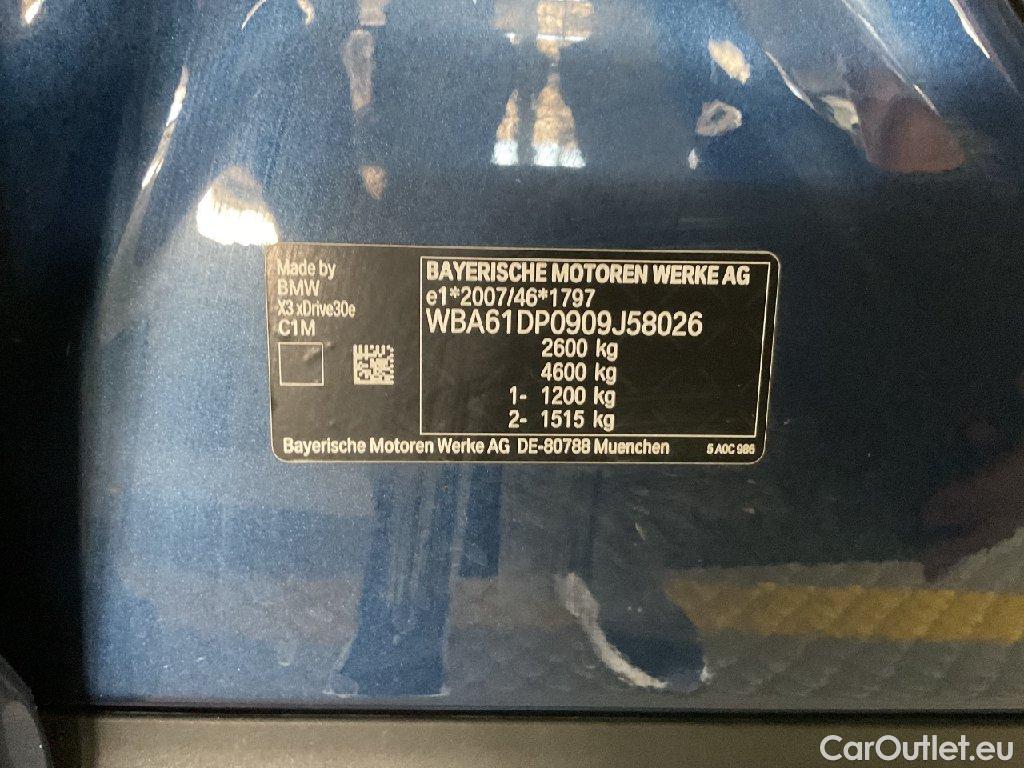 Made by
BMW
X3 xDrive30e
C1M
BAYERISCHE MOTOREN WERKE AG
e1*2007/46*1797
WBA61DP0909J58026
2600 kg
4600 kg
1- 1200 kg
2- 1515 kg
Bayerische Motoren Werke AG DE-80788 Muenchen
5 A0C 986
CarOutlet.eu